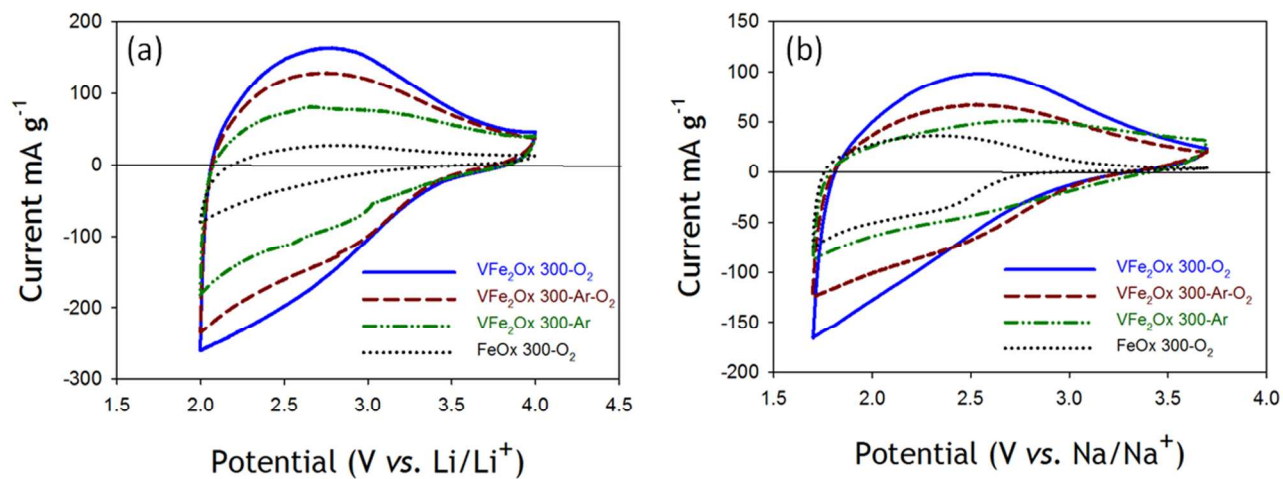 (a)
Current mA g⁻¹
200
100
0
-100
-200
-300
VFe₂Ox 300-O₂
VFe₂Ox 300-Ar-O₂
VFe₂Ox 300-Ar
FeOx 300-O₂
1.5 2.0 2.5 3.0 3.5 4.0 4.5
Potential (V vs. Li/Li⁺)
(b)
Current mA g⁻¹
150
100
50
0
-50
-100
-150
-200
VFe₂Ox 300-O₂
VFe₂Ox 300-Ar-O₂
VFe₂Ox 300-Ar
FeOx 300-O₂
1.5 2.0 2.5 3.0 3.5 4.0
Potential (V vs. Na/Na⁺)